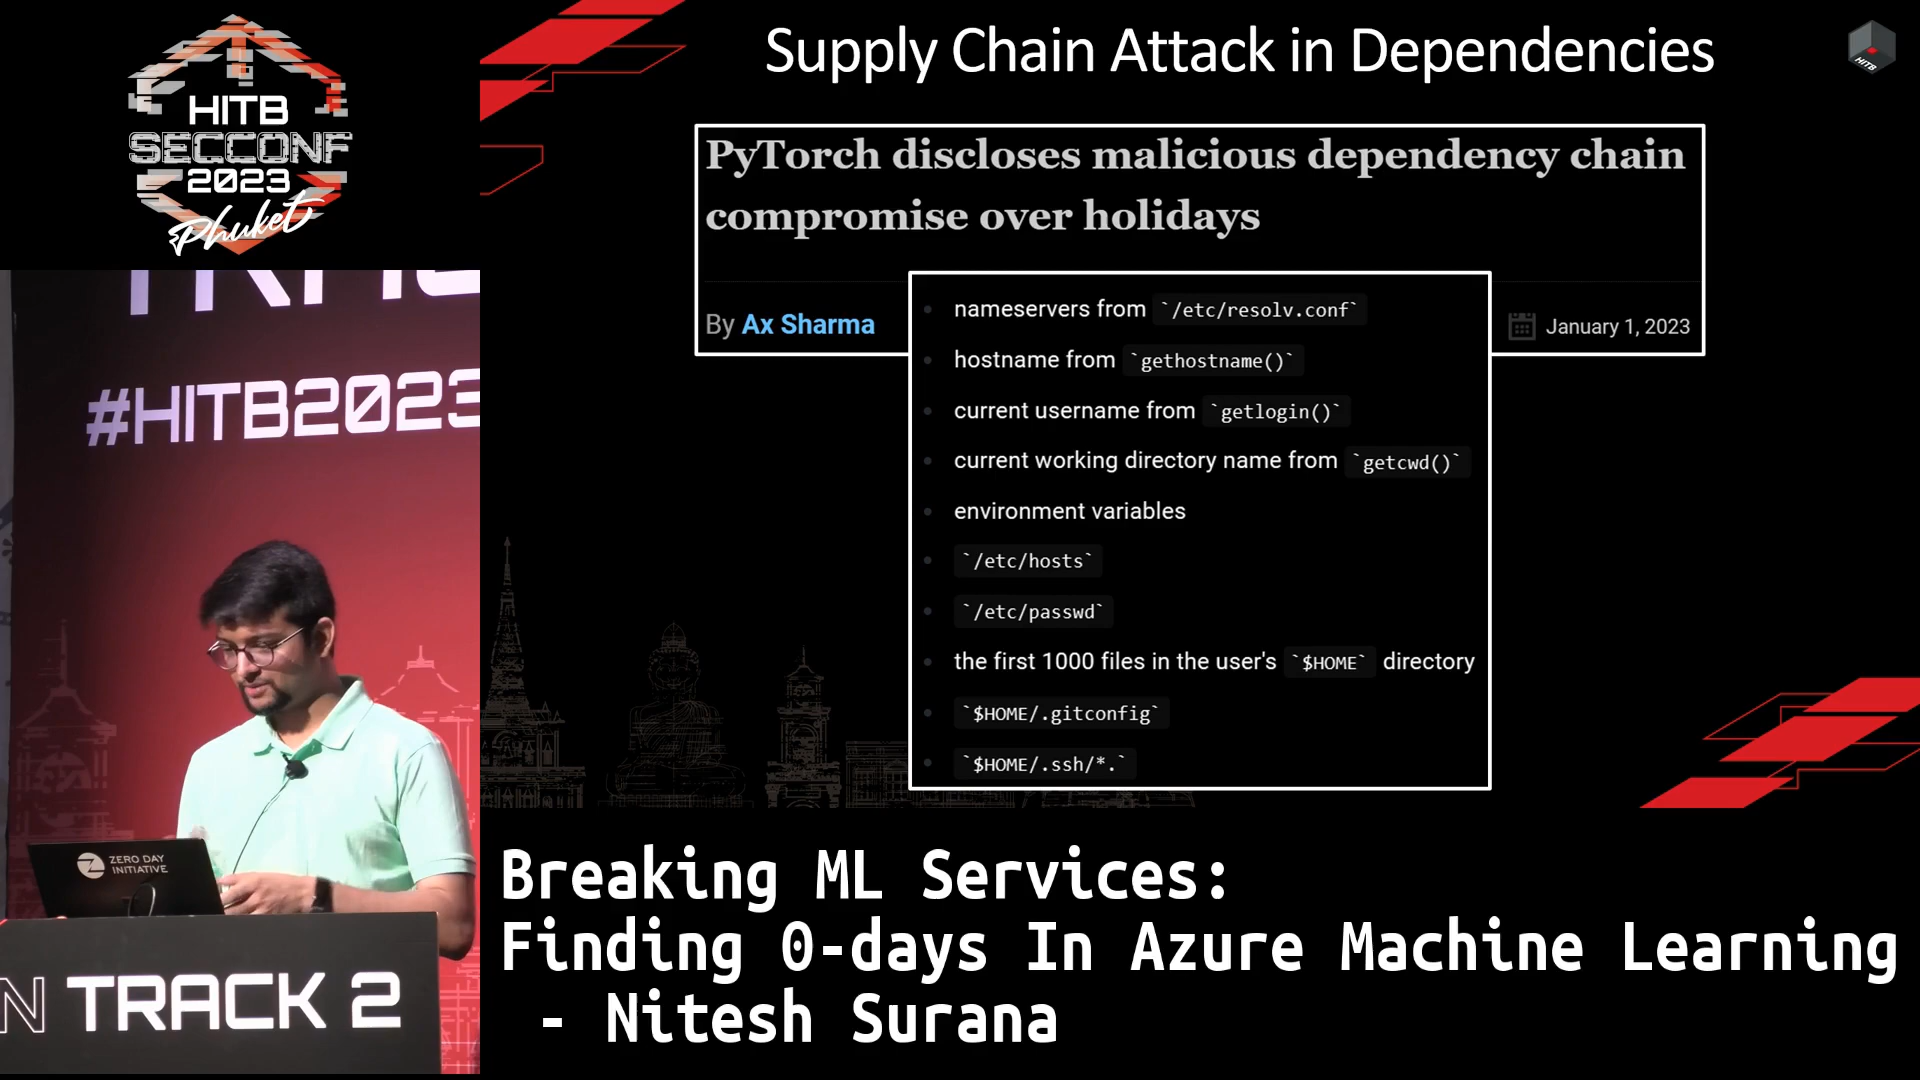 HITB
SECCONF
2023
Phuket
#HITB2023
ZERO DAY
INITIATIVE
N TRACK 2
Supply Chain Attack in Dependencies
HITB
PyTorch discloses malicious dependency chain
compromise over holidays
By Ax Sharma
January 1, 2023
nameservers from `/etc/resolv.conf`
hostname from `gethostname()`
current username from `getlogin()`
current working directory name from `getcwd()`
environment variables
`/etc/hosts`
`/etc/passwd`
the first 1000 files in the user's `$HOME` directory
`$HOME/.gitconfig`
`$HOME/.ssh/*.`
Breaking ML Services:
Finding 0-days In Azure Machine Learning
- Nitesh Surana